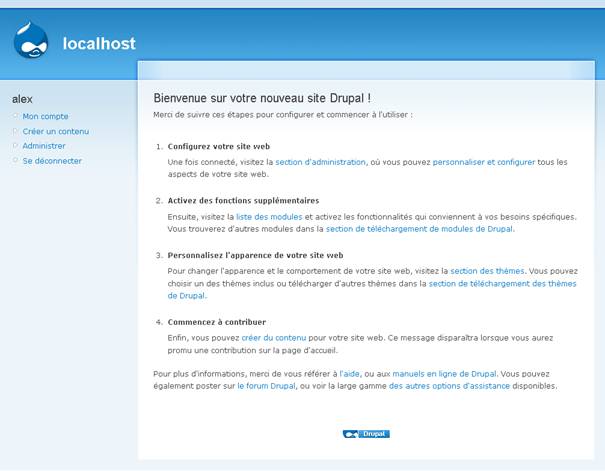 localhost
alex
Mon compte
Créer un contenu
Administrer
Se déconnecter
Bienvenue sur votre nouveau site Drupal !
Merci de suivre ces étapes pour configurer et commencer à l'utiliser :
1. Configurez votre site web
Une fois connecté, visitez la section d'administration, où vous pouvez personnaliser et configurer tous les
aspects de votre site web.
2. Activez des fonctions supplémentaires
Ensuite, visitez la liste des modules et activez les fonctionnalités qui conviennent à vos besoins spécifiques.
Vous trouverez d'autres modules dans la section de téléchargement de modules de Drupal.
3. Personnalisez l'apparence de votre site web
Pour changer l'apparence et le comportement de votre site web, visitez la section des thèmes. Vous pouvez
choisir un des thèmes inclus ou télécharger d'autres thèmes dans la section de téléchargement des thèmes
de Drupal.
4. Commencez à contribuer
Enfin, vous pouvez créer du contenu pour votre site web. Ce message disparaîtra lorsque vous aurez
promu une contribution sur la page d'accueil.
Pour plus d'informations, merci de vous référer à l'aide, ou aux manuels en ligne de Drupal. Vous pouvez
également poster sur le forum Drupal, ou voir la large gamme des autres options d'assistance disponibles.
Drupal